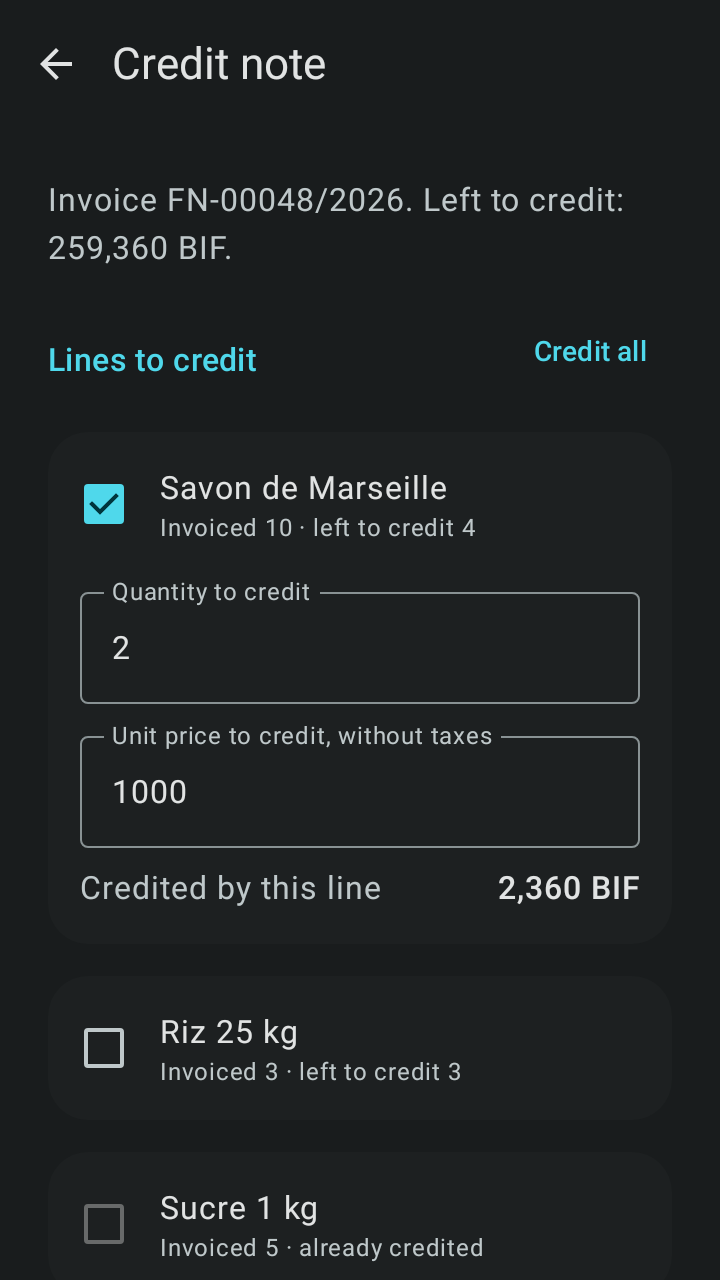 Credit note
Invoice FN-00048/2026. Left to credit:
259,360 BIF.
Lines to credit
Credit all
Savon de Marseille
Invoiced 10 · left to credit 4
Quantity to credit
2
Unit price to credit, without taxes
1000
Credited by this line
2,360 BIF
Riz 25 kg
Invoiced 3 · left to credit 3
Sucre 1 kg
Invoiced 5 · already credited